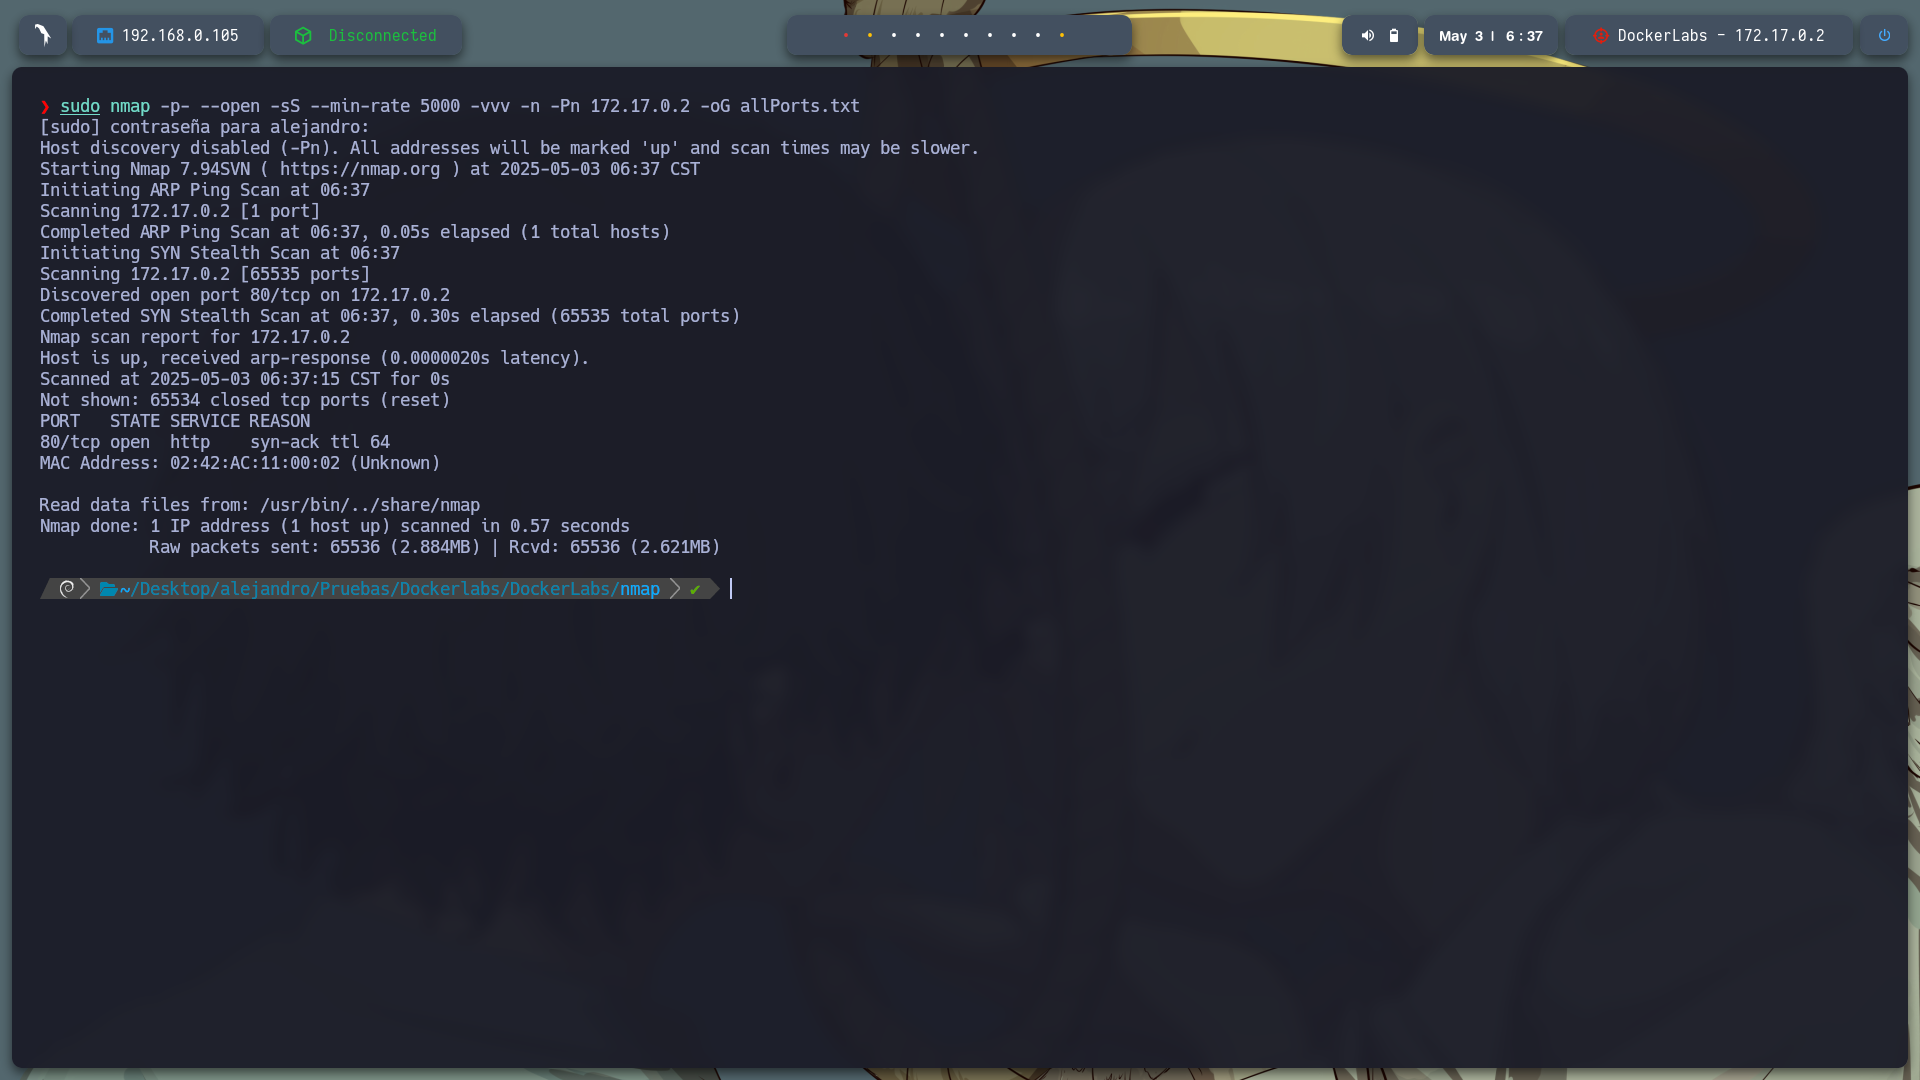 192.168.0.105 Disconnected May 3 | 6 : 37 DockerLabs - 172.17.0.2
❯ sudo nmap -p- --open -sS --min-rate 5000 -vvv -n -Pn 172.17.0.2 -oG allPorts.txt
[sudo] contraseña para alejandro:
Host discovery disabled (-Pn). All addresses will be marked 'up' and scan times may be slower.
Starting Nmap 7.94SVN ( https://nmap.org ) at 2025-05-03 06:37 CST
Initiating ARP Ping Scan at 06:37
Scanning 172.17.0.2 [1 port]
Completed ARP Ping Scan at 06:37, 0.05s elapsed (1 total hosts)
Initiating SYN Stealth Scan at 06:37
Scanning 172.17.0.2 [65535 ports]
Discovered open port 80/tcp on 172.17.0.2
Completed SYN Stealth Scan at 06:37, 0.30s elapsed (65535 total ports)
Nmap scan report for 172.17.0.2
Host is up, received arp-response (0.0000020s latency).
Scanned at 2025-05-03 06:37:15 CST for 0s
Not shown: 65534 closed tcp ports (reset)
PORT   STATE SERVICE REASON
80/tcp open  http    syn-ack ttl 64
MAC Address: 02:42:AC:11:00:02 (Unknown)
Read data files from: /usr/bin/../share/nmap
Nmap done: 1 IP address (1 host up) scanned in 0.57 seconds
Raw packets sent: 65536 (2.884MB) | Rcvd: 65536 (2.621MB)
~/Desktop/alejandro/Pruebas/Dockerlabs/DockerLabs/nmap ✔